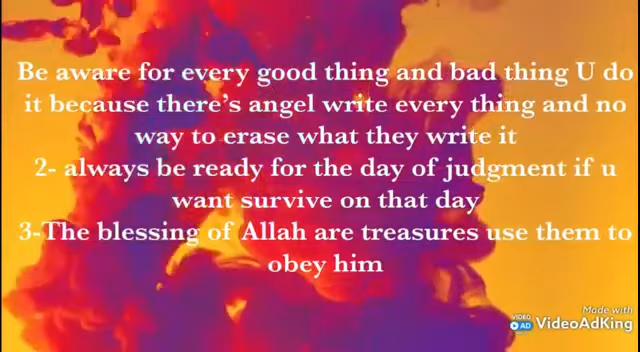 Be aware for every good thing and bad thing U do
it because there's angel write every thing and no
way to erase what they write it
2- always be ready for the day of judgment if u
want survive on that day
3-The blessing of Allah are treasures use them to
obey him
Made with
VIDEO
AD VideoAdKing